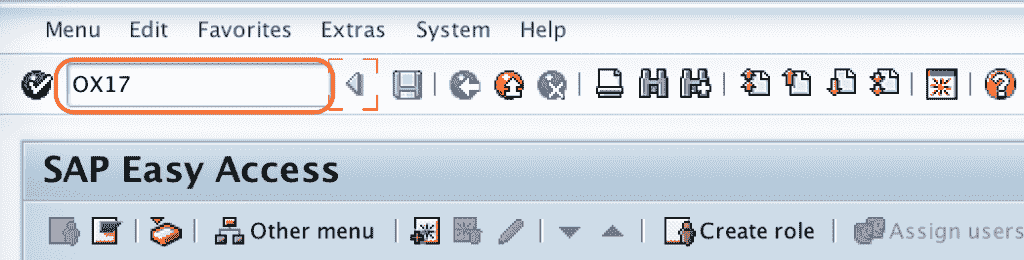 Menu Edit Favorites Extras System Help
OX17
SAP Easy Access
Other menu Create role Assign users